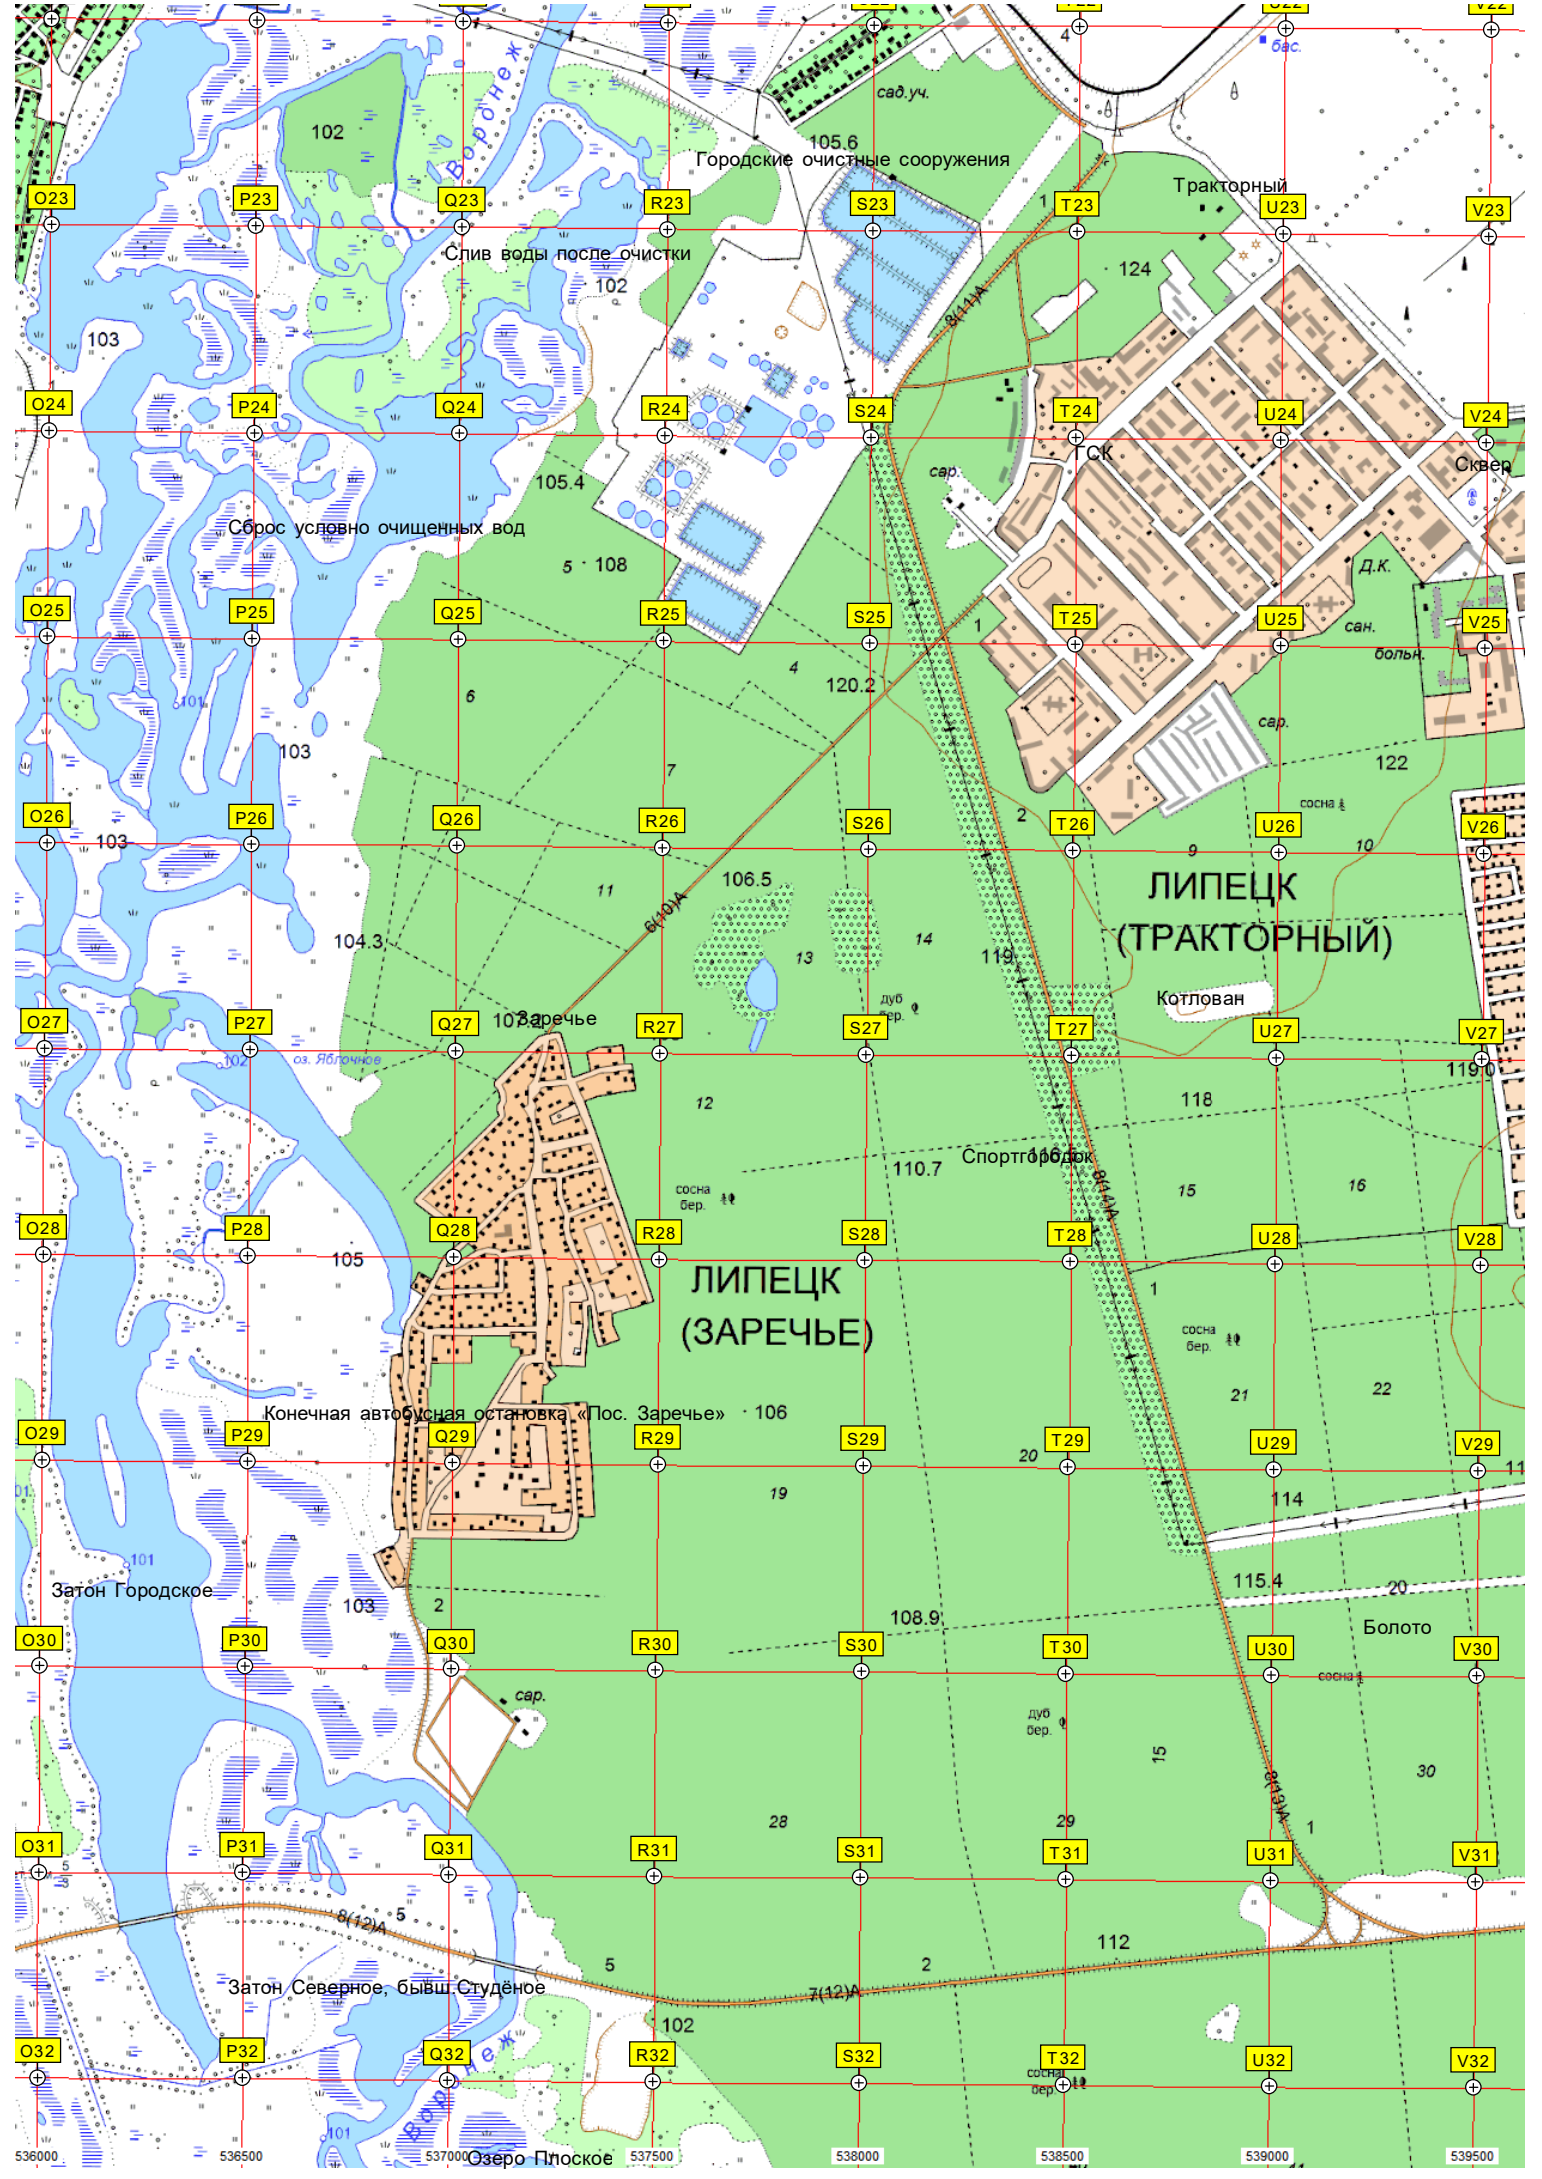 T22
U22
V22
4
бас.
сад.уч.
102
Воронеж
105.6
Городские очистные сооружения
Тракторный
O23
P23
Q23
R23
S23
1
T23
U23
V23
Слив воды после очистки
102
124
8(11)А
103
O24
P24
Q24
R24
S24
T24
U24
V24
ГСК
Сквер
сар.
105.4
Сброс условно очищенных вод
5
108
Д.К.
O25
P25
Q25
R25
S25
1
T25
U25
сан.
V25
больн.
4
120.2
6
101
сар.
103
7
122
2
сосна
O26
P26
Q26
R26
S26
T26
U26
V26
103
9
10
106.5
11
ЛИПЕЦК
(ТРАКТОРНЫЙ)
6(10)А
14
104.3
13
119
дуб
бер.
Котлован
O27
P27
Q27
107.2
Заречье
R27
S27
T27
U27
V27
102
оз. Яблочное
119.0
12
118
110.7
Спортгородок
сосна
бер.
15
16
8(14)А
O28
P28
Q28
R28
S28
T28
U28
V28
105
ЛИПЕЦК
(ЗАРЕЧЬЕ)
1
сосна
бер.
21
22
Конечная автобусная остановка «Пос. Заречье»
106
O29
P29
Q29
R29
S29
20
T29
U29
V29
19
114
101
Затон Городское
103
2
115.4
20
108.9
Болото
O30
P30
Q30
R30
S30
T30
U30
V30
сосна
сар.
дуб
бер.
15
8(13)А
30
28
29
1
O31
P31
Q31
R31
S31
T31
U31
V31
8(12)А
5
5
2
112
Затон Северное, бывш.Студёное
7(12)А
102
O32
P32
Q32
R32
S32
T32
U32
V32
сосна
бер.
Воронеж
101
Озеро Плоское
536000
536500
537000
537500
538000
538500
539000
539500